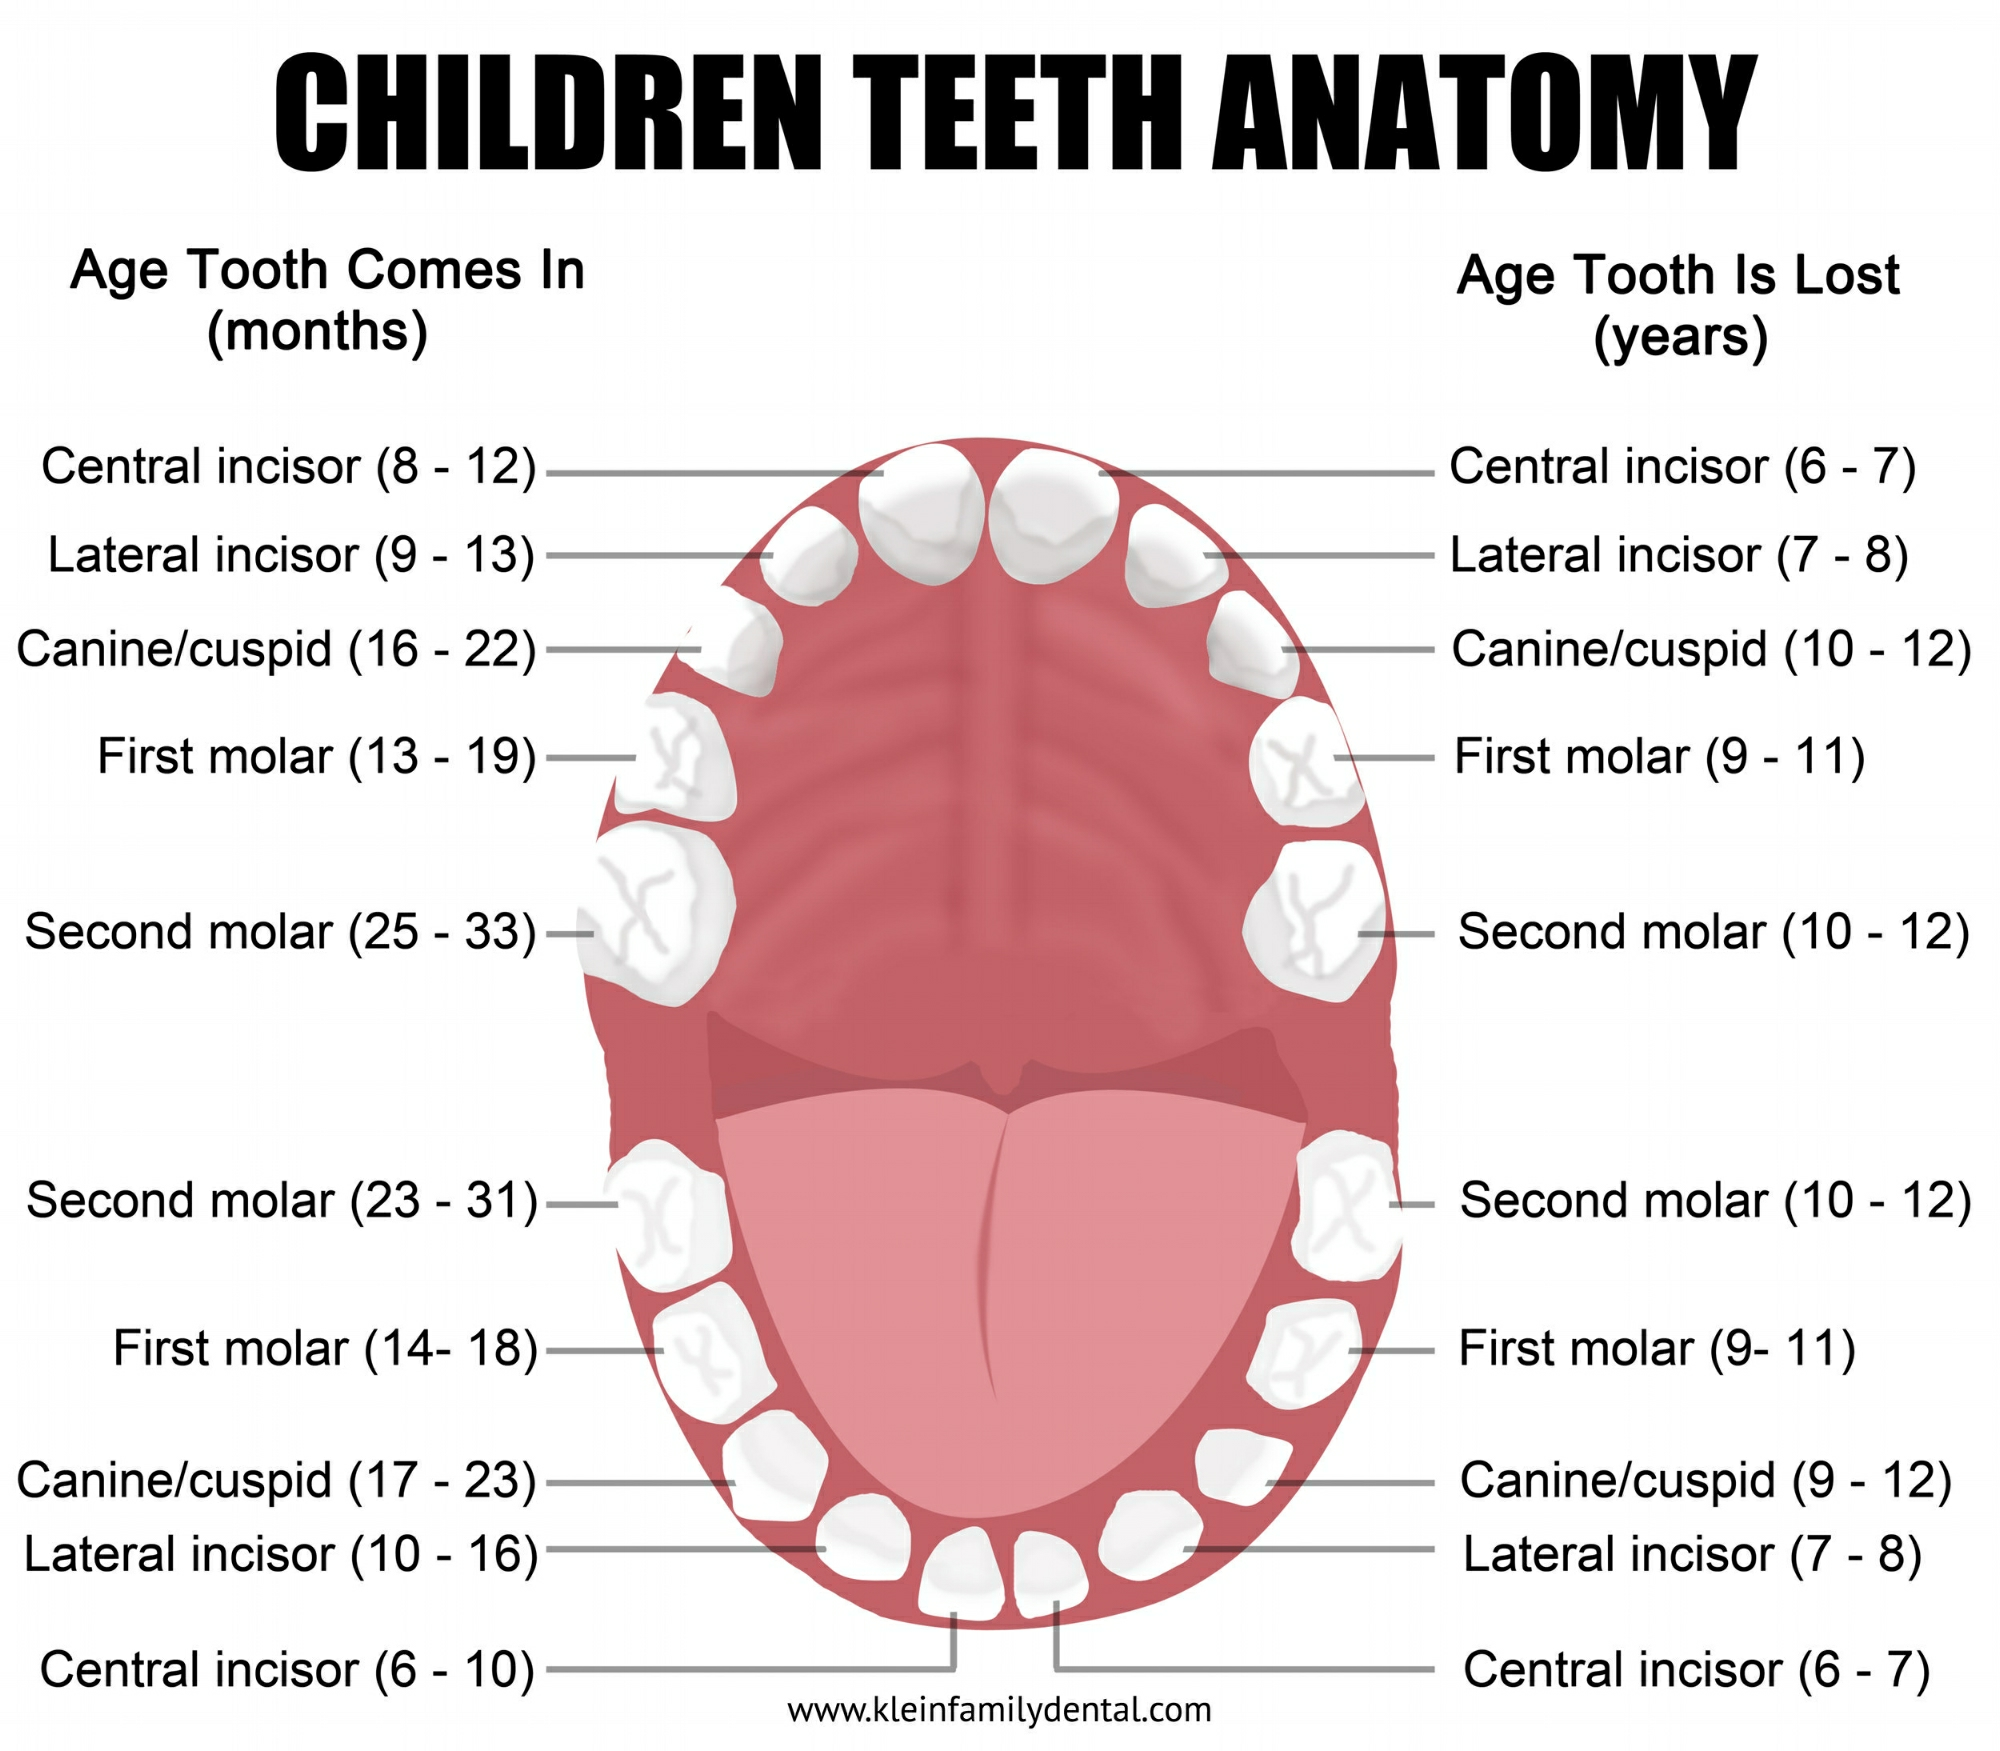 CHILDREN TEETH ANATOMY
Age Tooth Comes In
(months)
Age Tooth Is Lost
(years)
Central incisor (8 - 12)
Central incisor (6 - 7)
Lateral incisor (9 - 13)
Lateral incisor (7 - 8)
Canine/cuspid (16 - 22)
Canine/cuspid (10 - 12)
First molar (13 - 19)
First molar (9 - 11)
Second molar (25 - 33)
Second molar (10 - 12)
Second molar (23 - 31)
Second molar (10 - 12)
First molar (14- 18)
First molar (9- 11)
Canine/cuspid (17 - 23)
Canine/cuspid (9 - 12)
Lateral incisor (10 - 16)
Lateral incisor (7 - 8)
Central incisor (6 - 10)
Central incisor (6 - 7)
www.kleinfamilydental.com